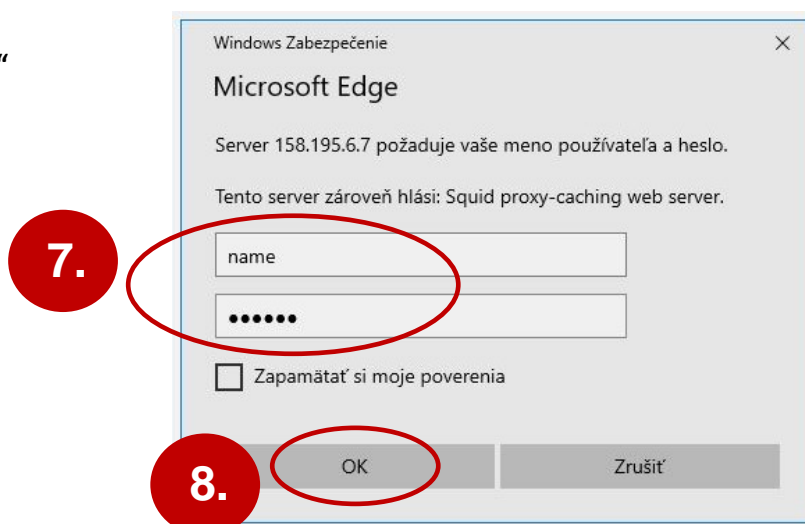 “
Windows Zabezpečenie
Microsoft Edge
Server 158.195.6.7 požaduje vaše meno používateľa a heslo.
Tento server zároveň hlási: Squid proxy-caching web server.
7.
name
●●●●●●
Zapamätať si moje poverenia
OK
Zrušiť
8.